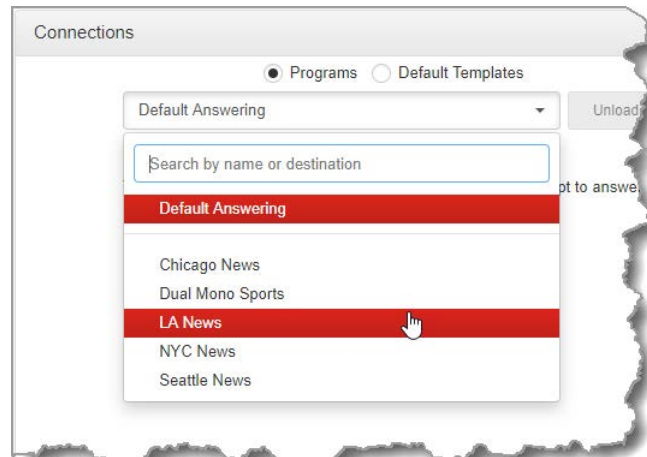 Connections
Programs Default Templates
Default Answering Unload
Search by name or destination
pt to answe
Default Answering
Chicago News
Dual Mono Sports
LA News
NYC News
Seattle News